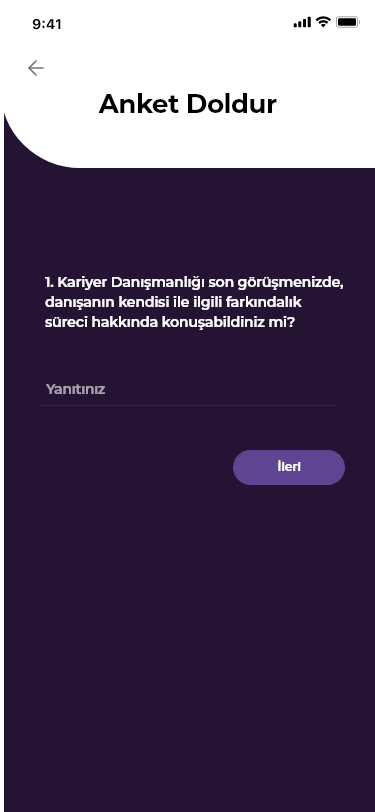 9:41
Anket Doldur
1. Kariyer Danışmanlığı son görüşmenizde,
danışanın kendisi ile ilgili farkındalık
süreci hakkında konuşabildiniz mi?
Yanıtınız
İleri